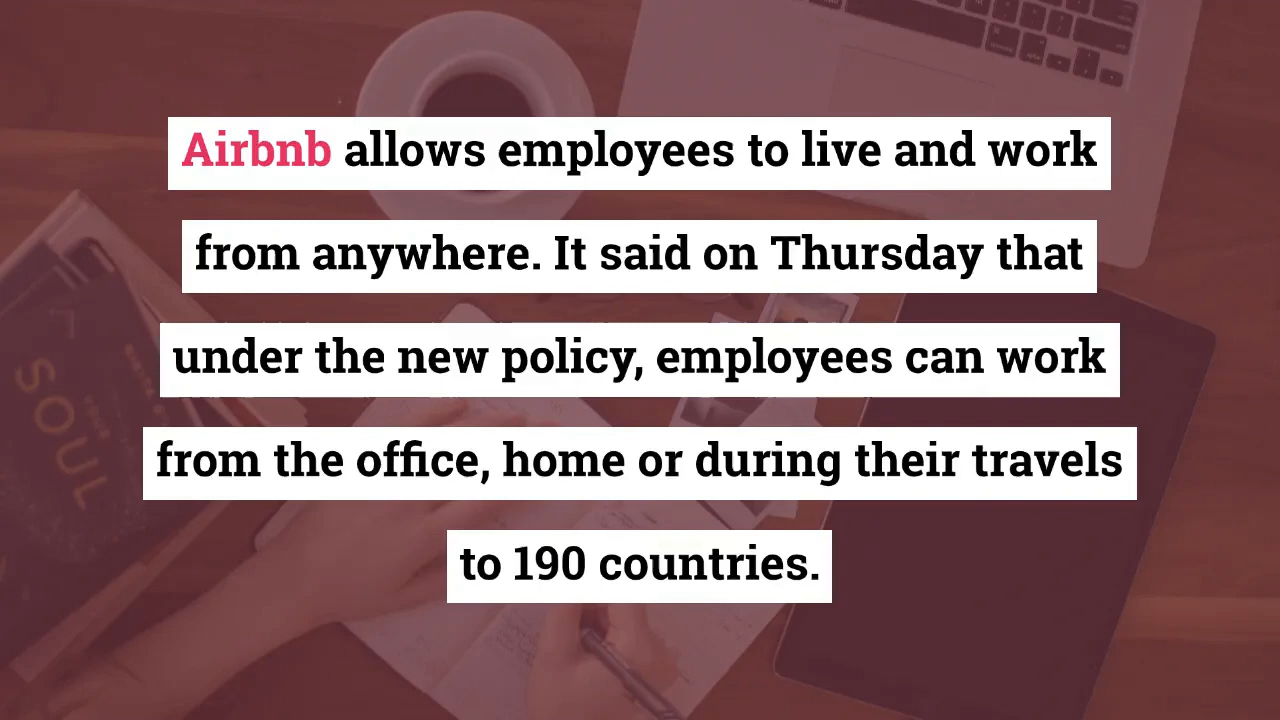 Airbnb allows employees to live and work
from anywhere. It said on Thursday that
under the new policy, employees can work
from the office, home or during their travels
to 190 countries.
SOUL